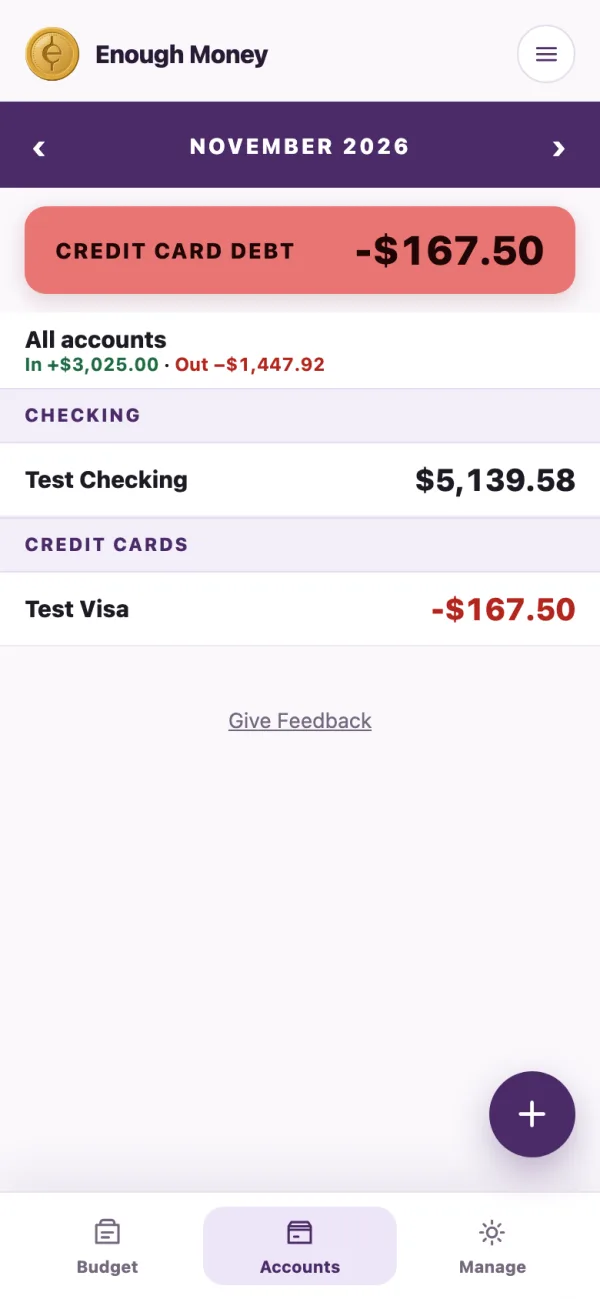 Enough Money
‹ NOVEMBER 2026 ›
CREDIT CARD DEBT -$167.50
All accounts
In +$3,025.00 · Out −$1,447.92
CHECKING
Test Checking $5,139.58
CREDIT CARDS
Test Visa -$167.50
Give Feedback
+
Budget Accounts Manage